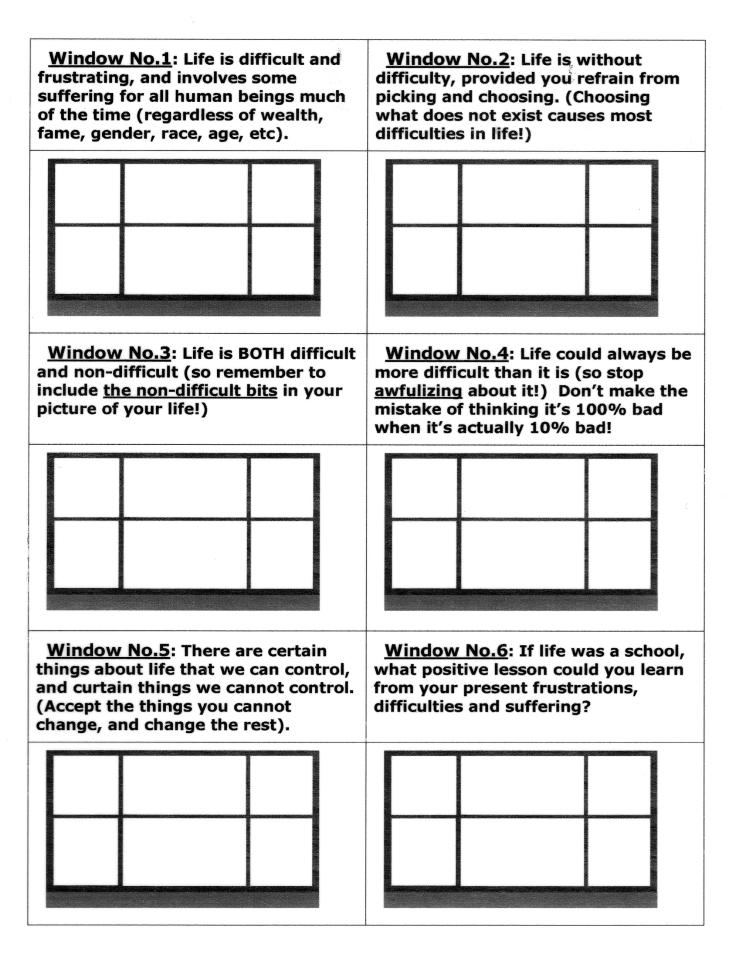 Window No.1: Life is difficult and
frustrating, and involves some
suffering for all human beings much
of the time (regardless of wealth,
fame, gender, race, age, etc).
Window No.2: Life is without
difficulty, provided you refrain from
picking and choosing. (Choosing
what does not exist causes most
difficulties in life!)
Window No.3: Life is BOTH difficult
and non-difficult (so remember to
include the non-difficult bits in your
picture of your life!)
Window No.4: Life could always be
more difficult than it is (so stop
awfulizing about it!) Don't make the
mistake of thinking it's 100% bad
when it's actually 10% bad!
Window No.5: There are certain
things about life that we can control,
and curtain things we cannot control.
(Accept the things you cannot
change, and change the rest).
Window No.6: If life was a school,
what positive lesson could you learn
from your present frustrations,
difficulties and suffering?